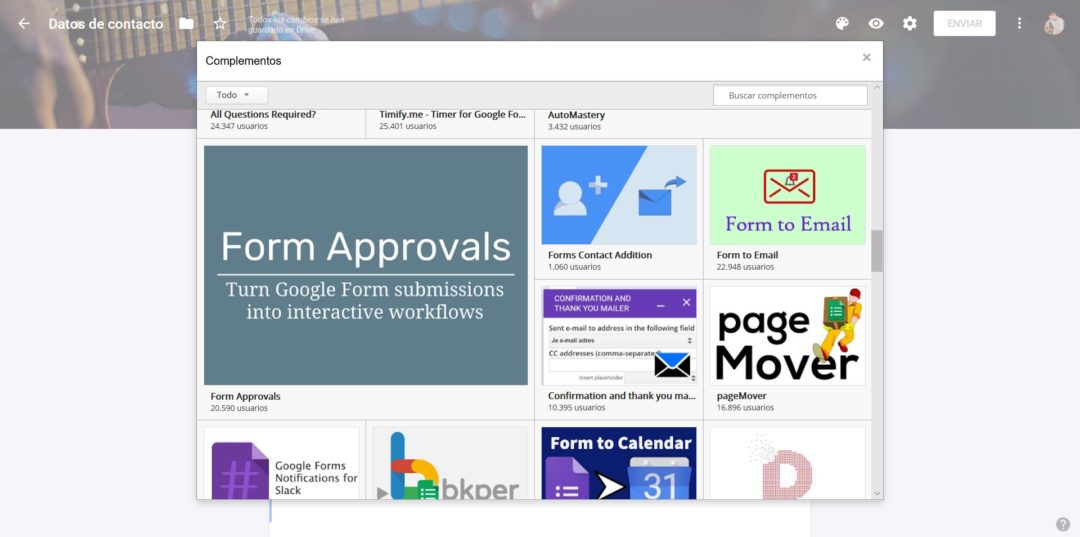 Datos de contacto
Todos los cambios se han
guardado en Drive
ENVIAR
Complementos
Todo
Buscar complementos
All Questions Required?
24.347 usuarios
Timify.me - Timer for Google Fo...
25.401 usuarios
AutoMastery
3.432 usuarios
Form Approvals
Turn Google Form submissions
into interactive workflows
Form Approvals
20.590 usuarios
Forms Contact Addition
1.060 usuarios
2
Form to Email
Form to Email
22.948 usuarios
CONFIRMATION AND
THANK YOU MAILER
Sent e-mail to address in the following field
Je e-mail adres
CC addresses (comma-separated)
Insert placeholder
Confirmation and thank you ma...
10.395 usuarios
page
Mover
pageMover
16.896 usuarios
#
Google Forms
Notifications for
Slack
bkper
Form to Calendar
31
D
?